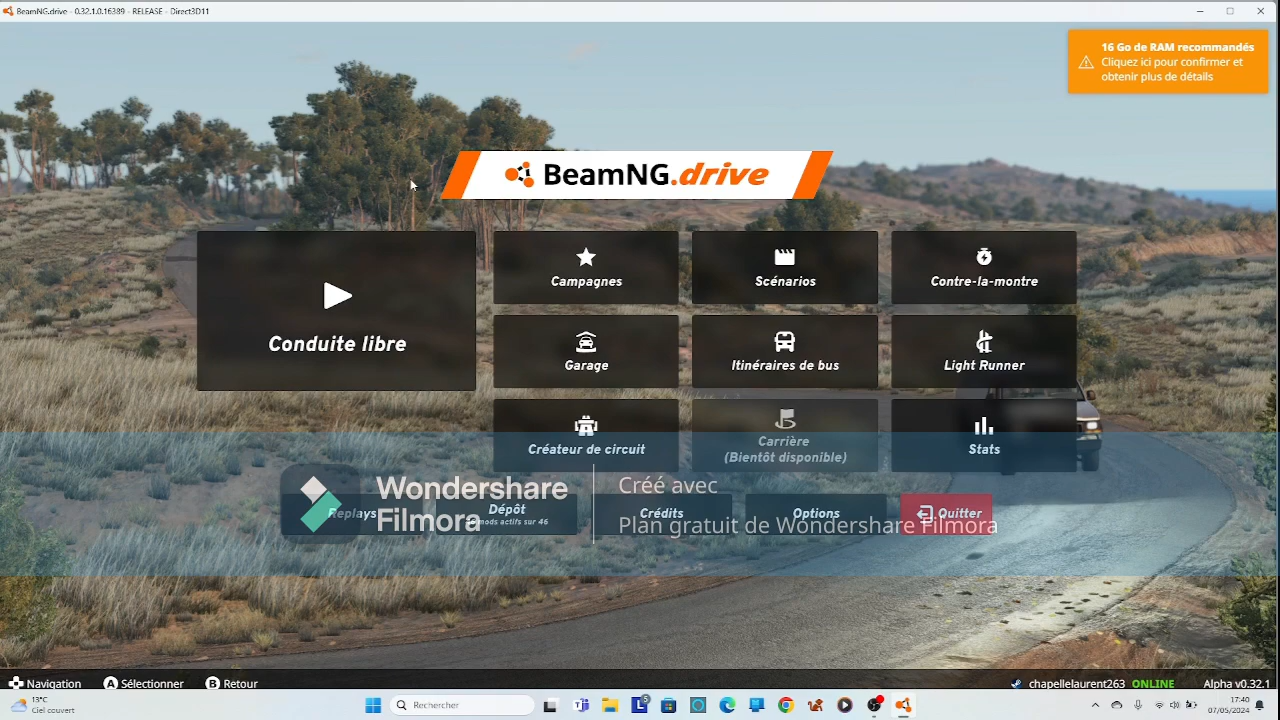 BeamNG.drive - 0.32.1.0.16389 - RELEASE - Direct3D11
16 Go de RAM recommandés
Cliquez ici pour confirmer et
obtenir plus de détails
BeamNG.drive
Conduite libre
Campagnes
Scénarios
Contre-la-montre
Garage
Itinéraires de bus
Light Runner
Créateur de circuit
Carrière
(Bientôt disponible)
Stats
Replays
Dépôt
mods actifs sur 46
Crédits
Options
Quitter
Wondershare
Filmora
Créé avec
Plan gratuit de Wondershare Filmora
Navigation
A Sélectionner
B Retour
chapellelaurent263 ONLINE
Alpha v0.32.1
13°C
Ciel couvert
Rechercher
17:40
07/05/2024